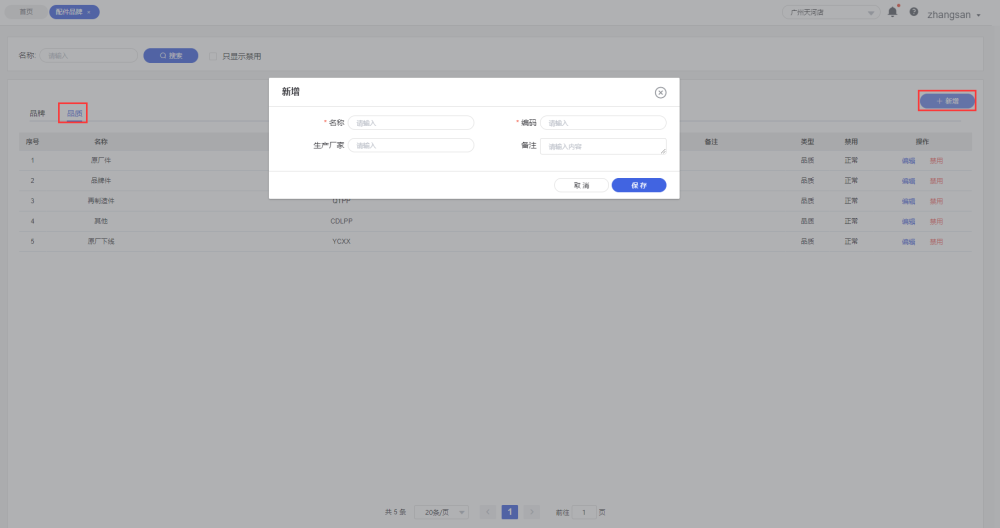 首页 配件品牌 广州天河店 zhangsan
名称: 请输入 搜索 只显示禁用
新增
+ 新增
品牌 品质
* 名称 请输入 * 编码 请输入
生产厂家 请输入 备注 请输入内容
取消 保存
序号 名称 备注 类型 禁用 操作
1 原厂件 品质 正常 编辑 禁用
2 品牌件 品质 正常 编辑 禁用
3 再制造件 QTPP 品质 正常 编辑 禁用
4 其他 CDLPP 品质 正常 编辑 禁用
5 原厂下线 YCXX 品质 正常 编辑 禁用
共 5 条 20条/页 1 前往 1 页